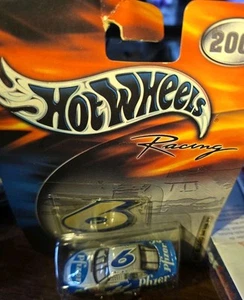 200
HOT WHEELS
Racing
6
6
Pfizer